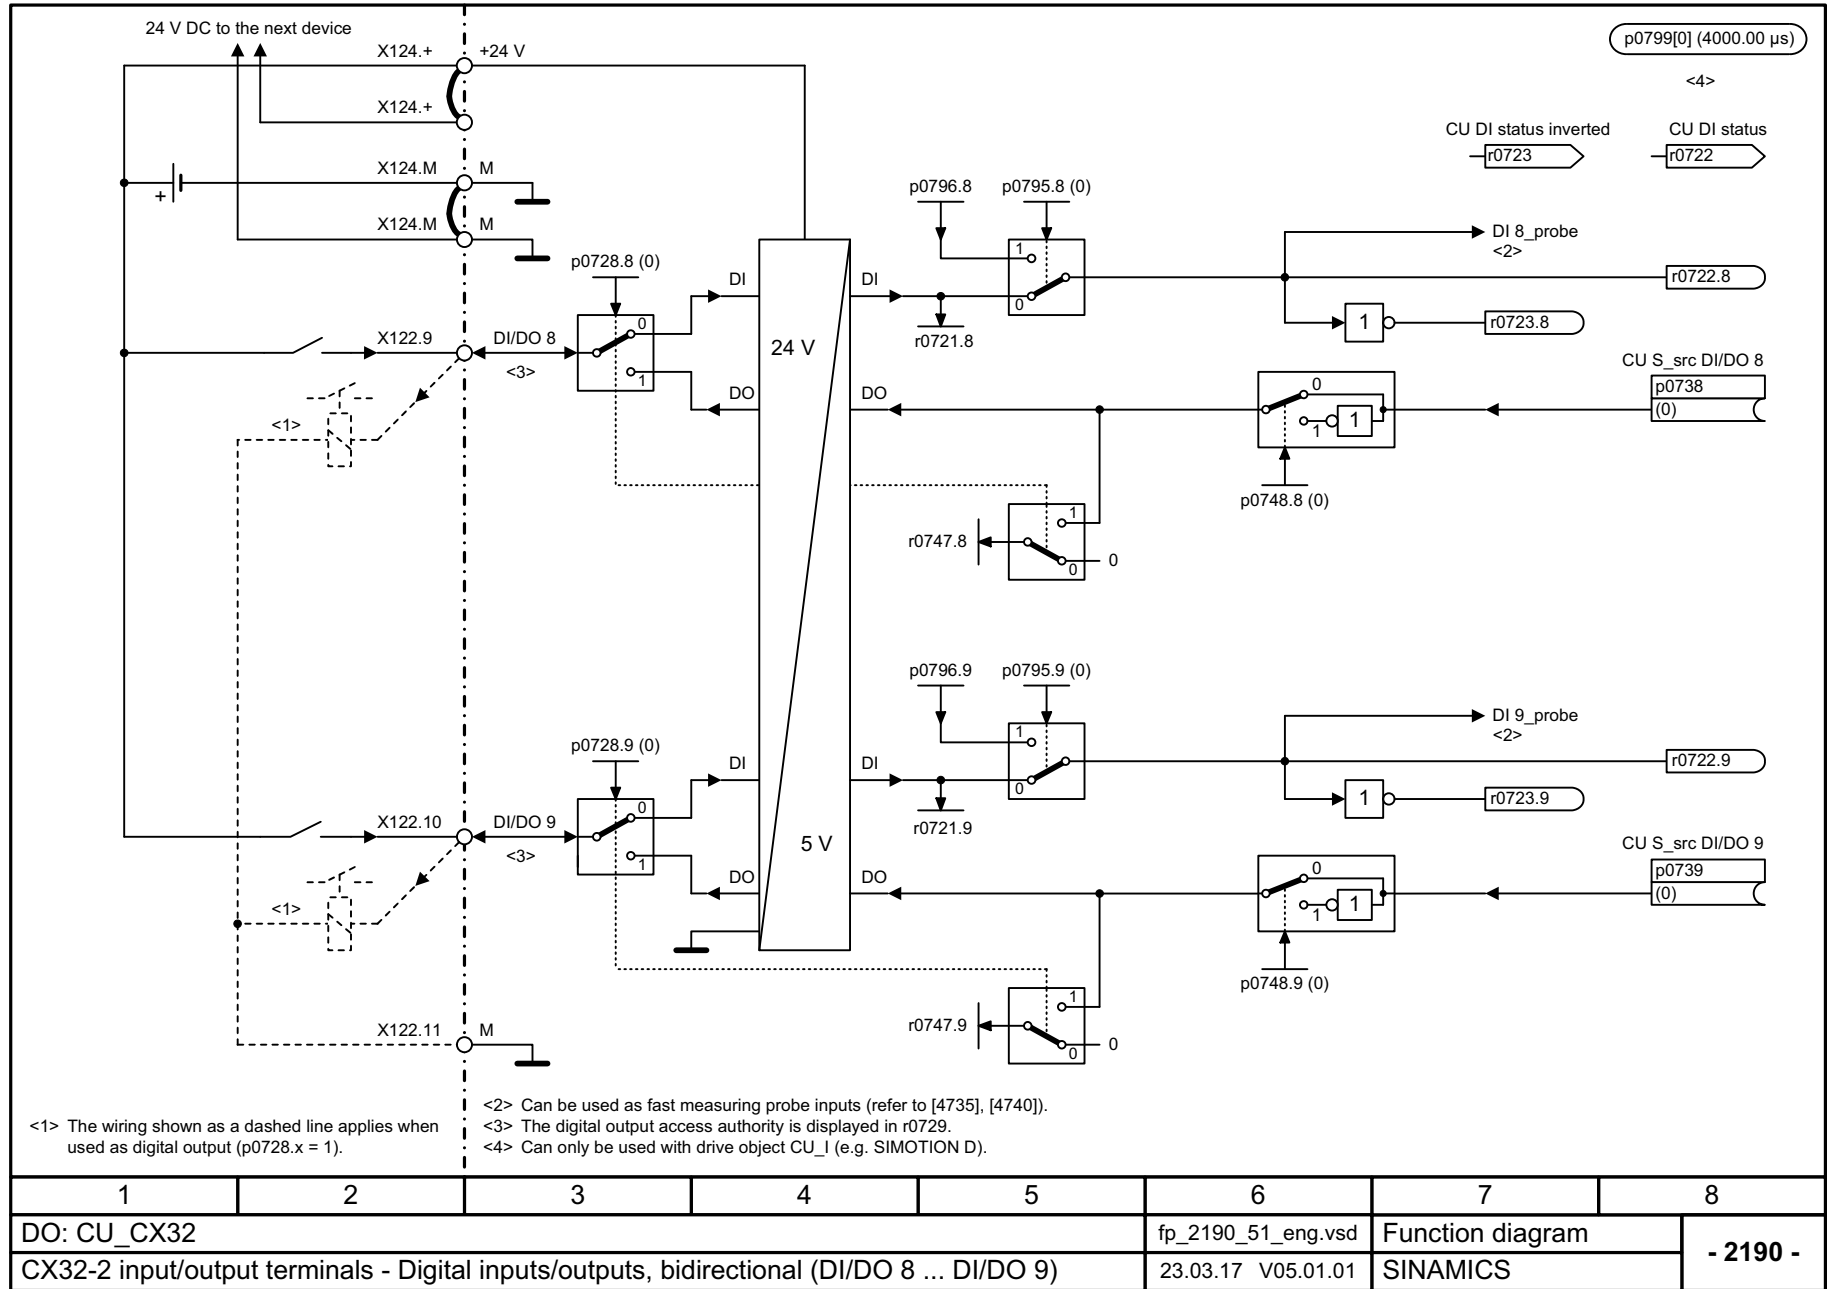 24 V DC to the next device
X124.+
+24 V
p0799[0] (4000.00 µs)
<4>
X124.+
CU DI status inverted
CU DI status
r0723
r0722
X124.M
M
+
p0796.8
p0795.8 (0)
X124.M
M
DI 8_probe
<2>
p0728.8 (0)
1
DI
DI
r0722.8
0
0
1
r0723.8
r0721.8
X122.9
DI/DO 8
<3>
24 V
1
CU S_src DI/DO 8
p0738
(0)
DO
DO
0
1
1
<1>
p0748.8 (0)
1
r0747.8
0
0
p0796.9
p0795.9 (0)
DI 9_probe
<2>
p0728.9 (0)
1
DI
DI
r0722.9
0
0
1
r0723.9
r0721.9
X122.10
DI/DO 9
<3>
5 V
1
CU S_src DI/DO 9
p0739
(0)
DO
DO
0
1
1
<1>
p0748.9 (0)
1
r0747.9
0
0
X122.11
M
<1> The wiring shown as a dashed line applies when
used as digital output (p0728.x = 1).
<2> Can be used as fast measuring probe inputs (refer to [4735], [4740]).
<3> The digital output access authority is displayed in r0729.
<4> Can only be used with drive object CU_I (e.g. SIMOTION D).
1 2 3 4 5 6 7 8
DO: CU_CX32
fp_2190_51_eng.vsd
Function diagram
- 2190 -
CX32-2 input/output terminals - Digital inputs/outputs, bidirectional (DI/DO 8 ... DI/DO 9)
23.03.17 V05.01.01
SINAMICS